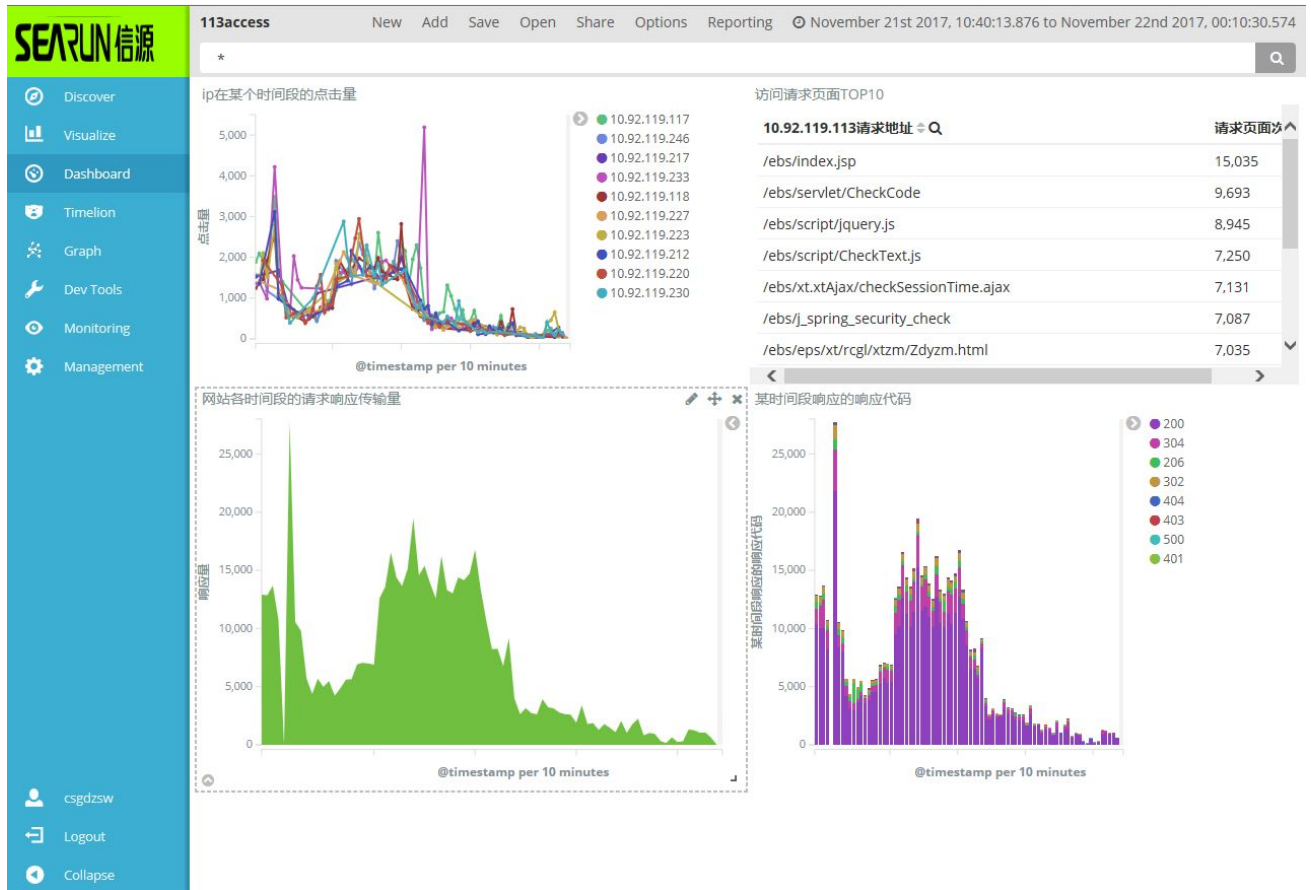 SEARUN信源
113access
New Add Save Open Share Options Reporting November 21st 2017, 10:40:13.876 to November 22nd 2017, 00:10:30.574
*
Discover
Visualize
Dashboard
Timelion
Graph
Dev Tools
Monitoring
Management
csgdzsw
Logout
Collapse
ip在某个时间段的点击量
5,000
4,000
3,000
2,000
1,000
0
点击量
@timestamp per 10 minutes
10.92.119.117
10.92.119.246
10.92.119.217
10.92.119.233
10.92.119.118
10.92.119.227
10.92.119.223
10.92.119.212
10.92.119.220
10.92.119.230
访问请求页面TOP10
10.92.119.113请求地址 请求页面次
/ebs/index.jsp 15,035
/ebs/servlet/CheckCode 9,693
/ebs/script/jquery.js 8,945
/ebs/script/CheckText.js 7,250
/ebs/xt.xtAjax/checkSessionTime.ajax 7,131
/ebs/j_spring_security_check 7,087
/ebs/eps/xt/rcgl/xtzm/Zdyzm.html 7,035
网站各时间段的请求响应传输量
25,000
20,000
15,000
10,000
5,000
0
响应量
@timestamp per 10 minutes
某时间段响应的响应代码
25,000
20,000
15,000
10,000
5,000
0
某时间段响应的响应代码
@timestamp per 10 minutes
200
304
206
302
404
403
500
401